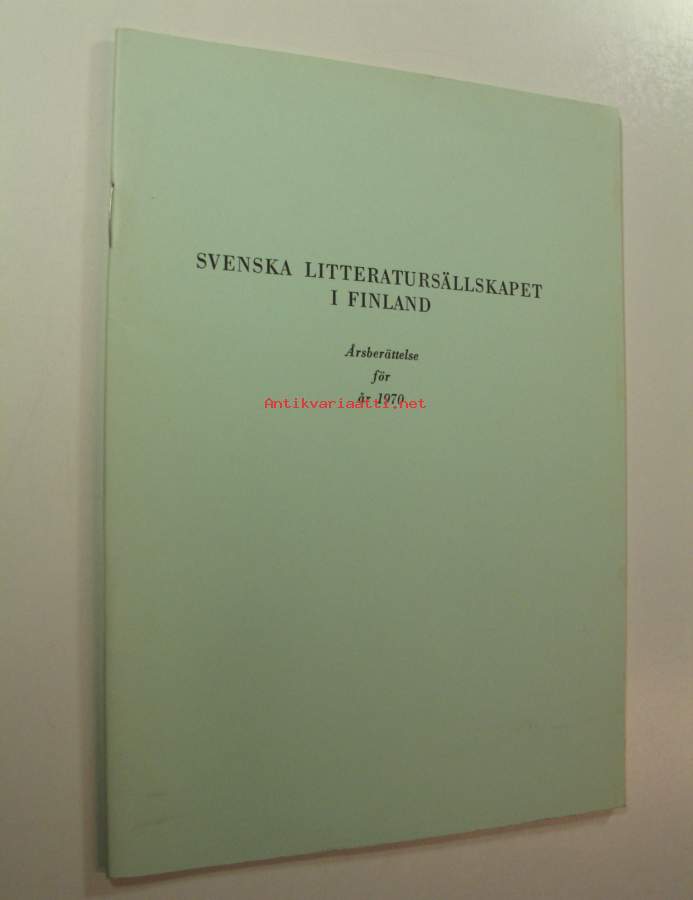 SVENSKA LITTERATURSÄLLSKAPET
I FINLAND
Årsberättelse
för
år 1970
Antikvariaatti.net